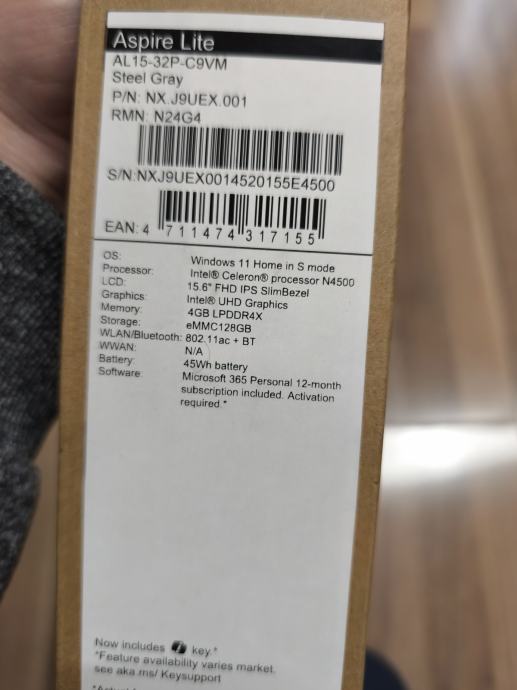 Aspire Lite
AL15-32P-C9VM
Steel Gray
P/N: NX.J9UEX.001
RMN: N24G4
S/N:NXJ9UEX0014520155E4500
EAN: 4 711474 317155
OS: Windows 11 Home in S mode
Processor: Intel® Celeron® processor N4500
LCD: 15.6" FHD IPS SlimBezel
Graphics: Intel® UHD Graphics
Memory: 4GB LPDDR4X
Storage: eMMC128GB
WLAN/Bluetooth: 802.11ac + BT
WWAN: N/A
Battery: 45Wh battery
Software: Microsoft 365 Personal 12-month
subscription included. Activation
required.*
Now includes key.*
*Feature availability varies market.
see aka.ms/ Keysupport